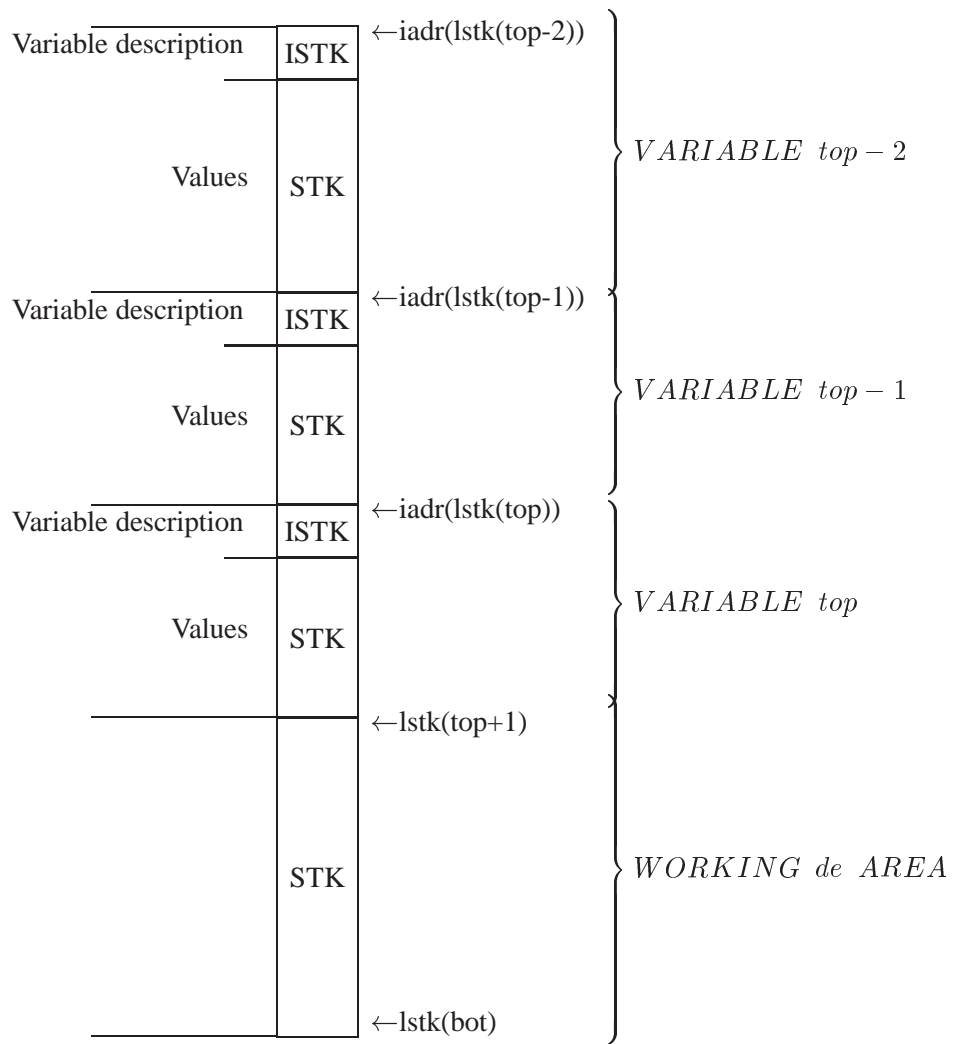 ←iadr(lstk(top-2))
Variable description
ISTK
Values
STK
VARIABLE top − 2
←iadr(lstk(top-1))
Variable description
ISTK
Values
STK
VARIABLE top − 1
←iadr(lstk(top))
Variable description
ISTK
Values
STK
VARIABLE top
←lstk(top+1)
STK
WORKING de AREA
←lstk(bot)